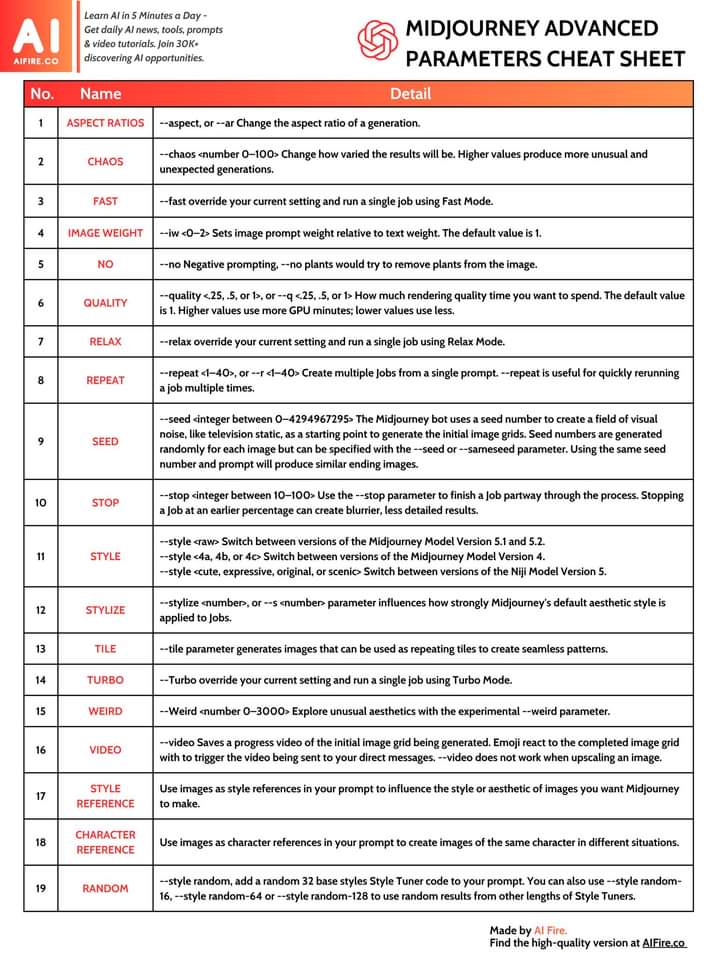 AI
AIFIRE.CO
Learn AI in 5 Minutes a Day -
Get daily AI news, tools, prompts
& video tutorials. Join 30K+
discovering AI opportunities.
MIDJOURNEY ADVANCED
PARAMETERS CHEAT SHEET
No. Name Detail
1 ASPECT RATIOS --aspect, or --ar Change the aspect ratio of a generation.
2 CHAOS --chaos <number 0–100> Change how varied the results will be. Higher values produce more unusual and
unexpected generations.
3 FAST --fast override your current setting and run a single job using Fast Mode.
4 IMAGE WEIGHT --iw <0–2> Sets image prompt weight relative to text weight. The default value is 1.
5 NO --no Negative prompting, --no plants would try to remove plants from the image.
6 QUALITY --quality <.25, .5, or 1>, or --q <.25, .5, or 1> How much rendering quality time you want to spend. The default value
is 1. Higher values use more GPU minutes; lower values use less.
7 RELAX --relax override your current setting and run a single job using Relax Mode.
8 REPEAT --repeat <1–40>, or --r <1–40> Create multiple Jobs from a single prompt. --repeat is useful for quickly rerunning
a job multiple times.
9 SEED --seed <integer between 0–4294967295> The Midjourney bot uses a seed number to create a field of visual
noise, like television static, as a starting point to generate the initial image grids. Seed numbers are generated
randomly for each image but can be specified with the --seed or --sameseed parameter. Using the same seed
number and prompt will produce similar ending images.
10 STOP --stop <integer between 10–100> Use the --stop parameter to finish a Job partway through the process. Stopping
a Job at an earlier percentage can create blurrier, less detailed results.
11 STYLE --style <raw> Switch between versions of the Midjourney Model Version 5.1 and 5.2.
--style <4a, 4b, or 4c> Switch between versions of the Midjourney Model Version 4.
--style <cute, expressive, original, or scenic> Switch between versions of the Niji Model Version 5.
12 STYLIZE --stylize <number>, or --s <number> parameter influences how strongly Midjourney's default aesthetic style is
applied to Jobs.
13 TILE --tile parameter generates images that can be used as repeating tiles to create seamless patterns.
14 TURBO --Turbo override your current setting and run a single job using Turbo Mode.
15 WEIRD --Weird <number 0–3000> Explore unusual aesthetics with the experimental --weird parameter.
16 VIDEO --video Saves a progress video of the initial image grid being generated. Emoji react to the completed image grid
with to trigger the video being sent to your direct messages. --video does not work when upscaling an image.
17 STYLE REFERENCE Use images as style references in your prompt to influence the style or aesthetic of images you want Midjourney
to make.
18 CHARACTER REFERENCE Use images as character references in your prompt to create images of the same character in different situations.
19 RANDOM --style random, add a random 32 base styles Style Tuner code to your prompt. You can also use --style random-
16, --style random-64 or --style random-128 to use random results from other lengths of Style Tuners.
Made by AI Fire.
Find the high-quality version at AIFire.co